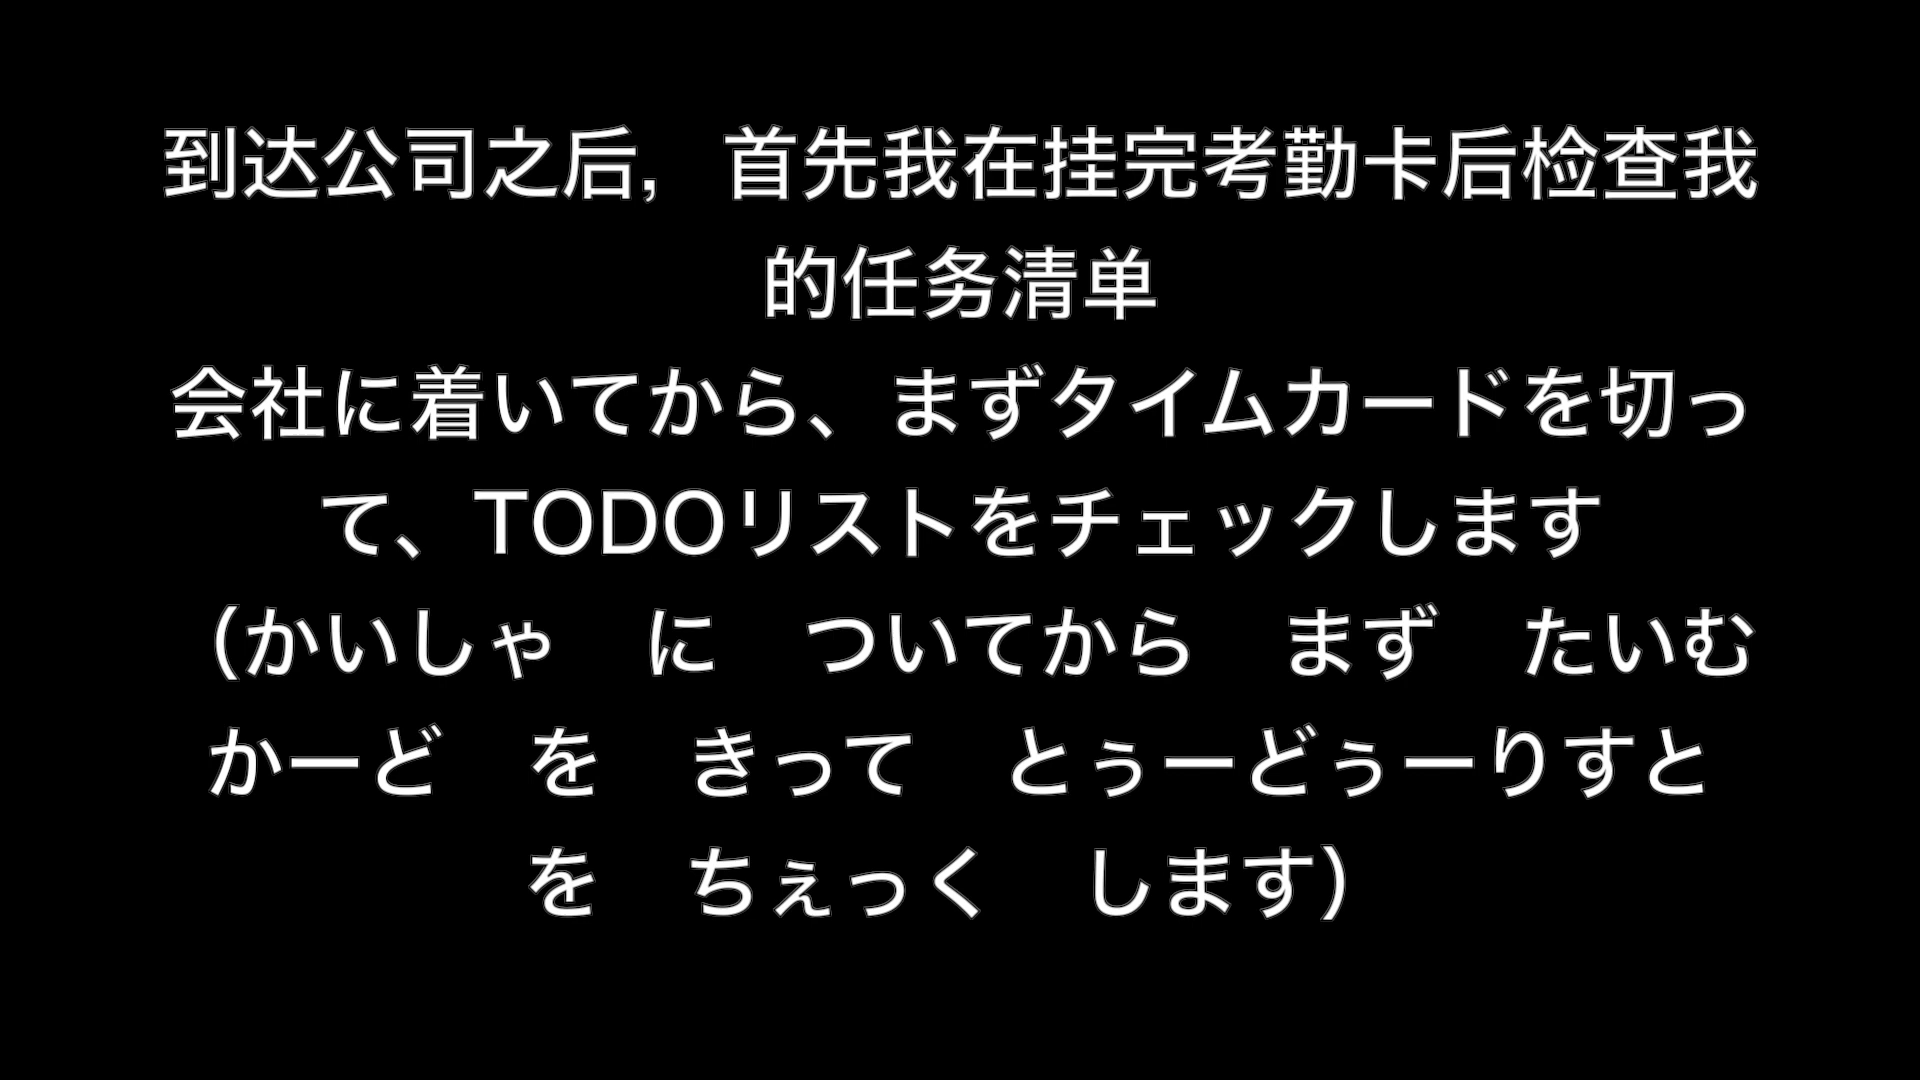 到达公司之后，首先我在挂完考勤卡后检查我
的任务清单
会社に着いてから、まずタイムカードを切っ
て、TODOリストをチェックします
（かいしゃ　に　ついてから　まず　たいむ
かーど　を　きって　とぅーどぅーりすと
を　ちぇっく　します）